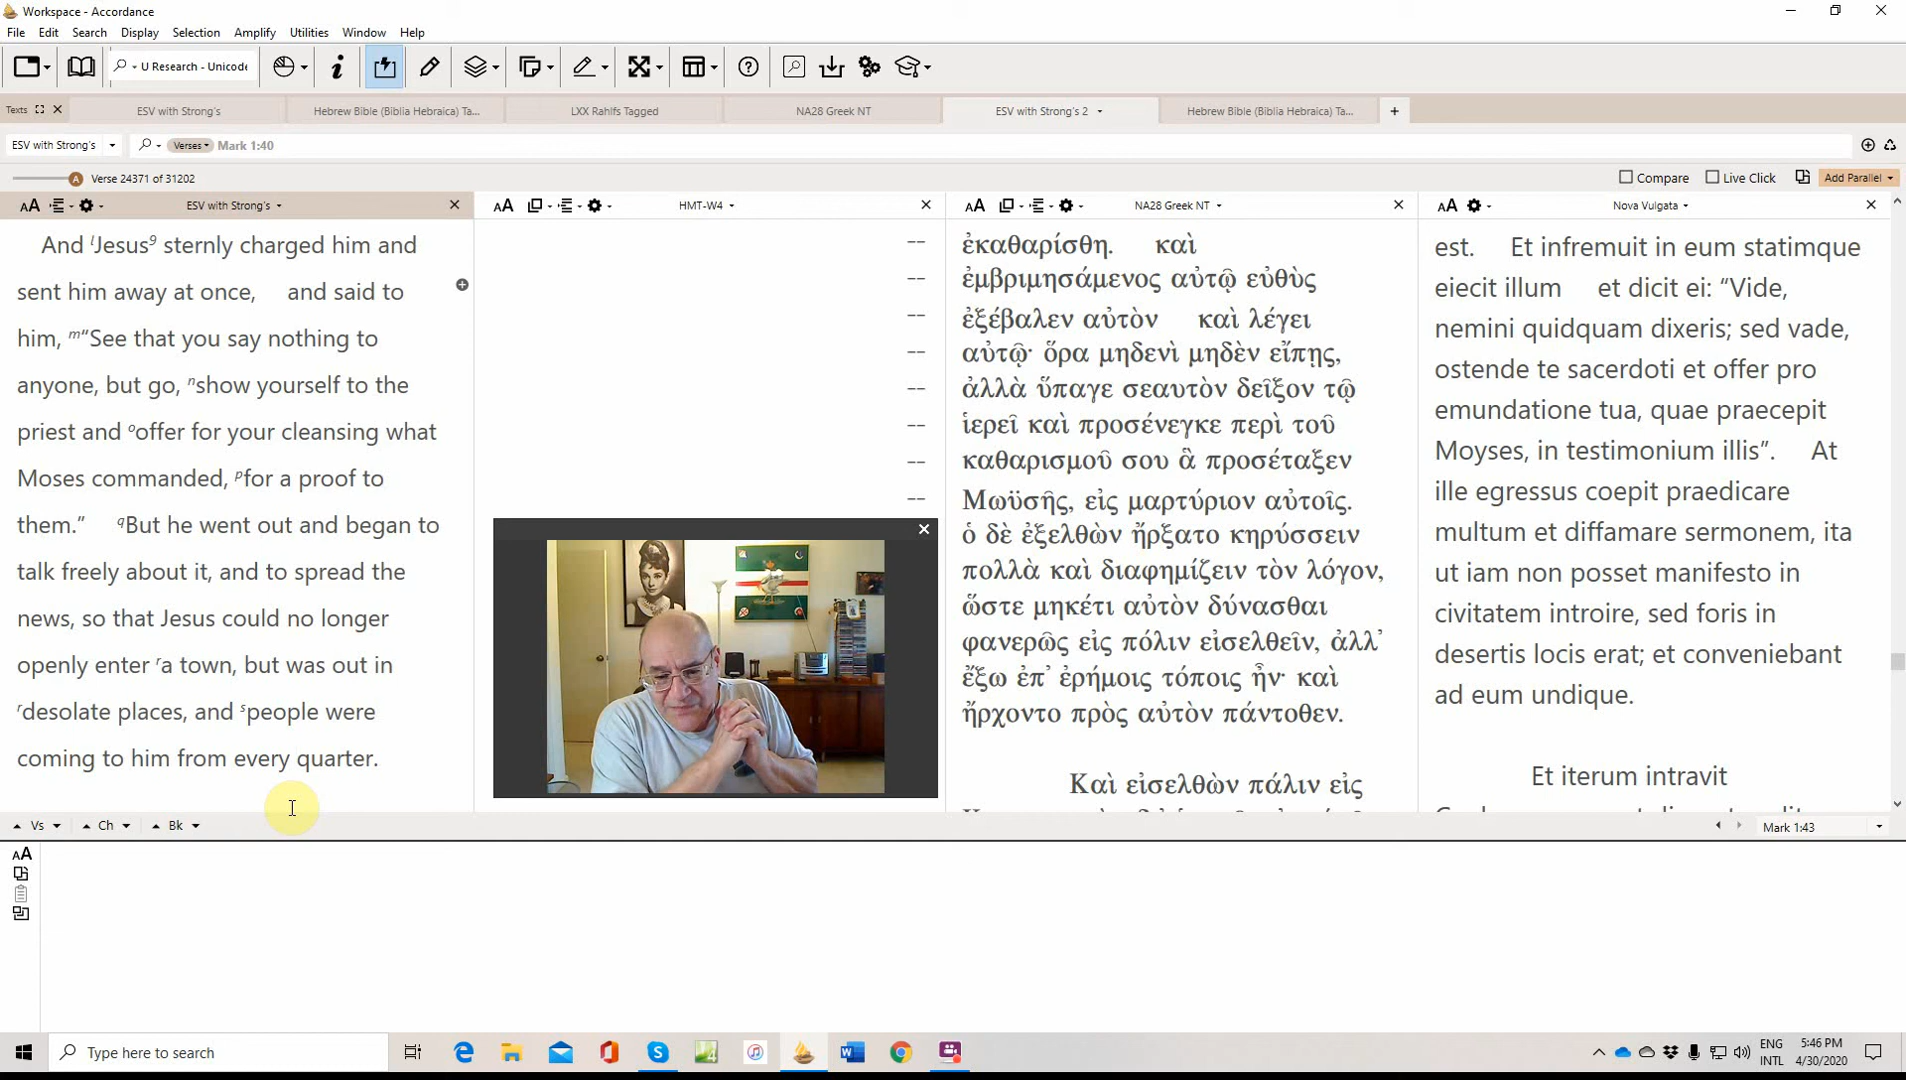 Workspace - Accordance
File Edit Search Display Selection Amplify Utilities Window Help
U Research - Unicode
Texts
ESV with Strong's
Hebrew Bible (Biblia Hebraica) Ta...
LXX Rahlfs Tagged
NA28 Greek NT
ESV with Strong's 2
Hebrew Bible (Biblia Hebraica) Ta...
ESV with Strong's
Verses
Mark 1:40
Verse 24371 of 31202
Compare
Live Click
Add Parallel
ESV with Strong's
And lJesus9 sternly charged him and
sent him away at once, and said to
him, m“See that you say nothing to
anyone, but go, nshow yourself to the
priest and ooffer for your cleansing what
Moses commanded, pfor a proof to
them.” qBut he went out and began to
talk freely about it, and to spread the
news, so that Jesus could no longer
openly enter ra town, but was out in
rdesolate places, and speople were
coming to him from every quarter.
HMT-W4
--
--
--
--
--
--
--
--
NA28 Greek NT
ἐκαθαρίσθη. καὶ
ἐμβριμησάμενος αὐτῷ εὐθὺς
ἐξέβαλεν αὐτὸν καὶ λέγει
αὐτῷ· ὅρα μηδενὶ μηδὲν εἴπῃς,
ἀλλὰ ὕπαγε σεαυτὸν δεῖξον τῷ
ἱερεῖ καὶ προσένεγκε περὶ τοῦ
καθαρισμοῦ σου ἃ προσέταξεν
Μωϋσῆς, εἰς μαρτύριον αὐτοῖς.
ὁ δὲ ἐξελθὼν ἤρξατο κηρύσσειν
πολλὰ καὶ διαφημίζειν τὸν λόγον,
ὥστε μηκέτι αὐτὸν δύνασθαι
φανερῶς εἰς πόλιν εἰσελθεῖν, ἀλλ’
ἔξω ἐπ’ ἐρήμοις τόποις ἦν· καὶ
ἤρχοντο πρὸς αὐτὸν πάντοθεν.
Καὶ εἰσελθὼν πάλιν εἰς
Nova Vulgata
est. Et infremuit in eum statimque
eiecit illum et dicit ei: “Vide,
nemini quidquam dixeris; sed vade,
ostende te sacerdoti et offer pro
emundatione tua, quae praecepit
Moyses, in testimonium illis”. At
ille egressus coepit praedicare
multum et diffamare sermonem, ita
ut iam non posset manifesto in
civitatem introire, sed foris in
desertis locis erat; et conveniebant
ad eum undique.
Et iterum intravit
Vs Ch Bk
Mark 1:43
Type here to search
ENG
INTL
5:46 PM
4/30/2020